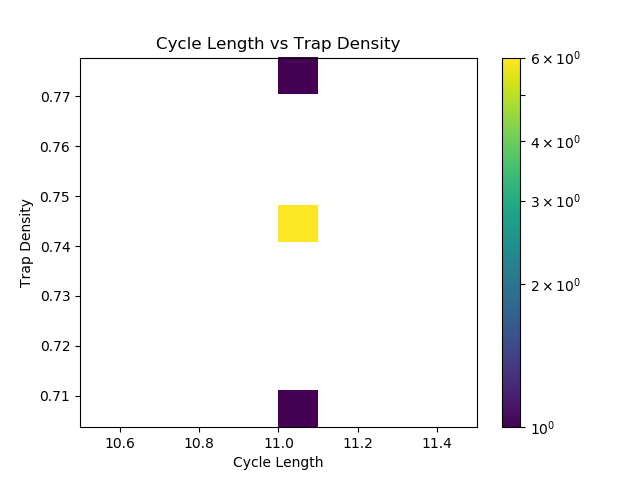 Cycle Length vs Trap Density
Trap Density
0.77
0.76
0.75
0.74
0.73
0.72
0.71
10.6 10.8 11.0 11.2 11.4
Cycle Length
6 × 10⁰
4 × 10⁰
3 × 10⁰
2 × 10⁰
10⁰